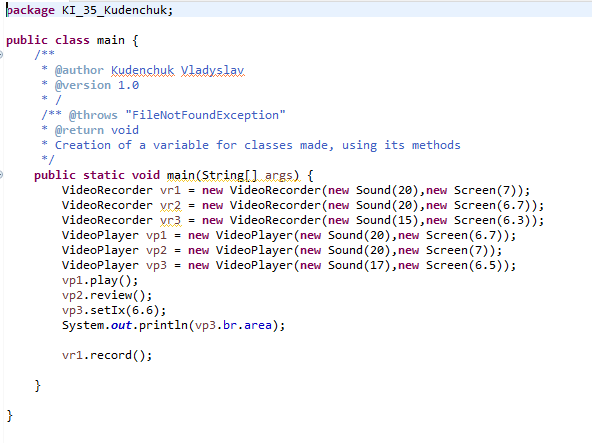 package KI_35_Kudenchuk;
public class main {
/**
* @author Kudenchuk Vladyslav
* @version 1.0
* /
/** @throws "FileNotFoundException"
* @return void
* Creation of a variable for classes made, using its methods
*/
public static void main(String[] args) {
VideoRecorder vr1 = new VideoRecorder(new Sound(20),new Screen(7));
VideoRecorder vr2 = new VideoRecorder(new Sound(20),new Screen(6.7));
VideoRecorder vr3 = new VideoRecorder(new Sound(15),new Screen(6.3));
VideoPlayer vp1 = new VideoPlayer(new Sound(20),new Screen(6.7));
VideoPlayer vp2 = new VideoPlayer(new Sound(20),new Screen(7));
VideoPlayer vp3 = new VideoPlayer(new Sound(17),new Screen(6.5));
vp1.play();
vp2.review();
vp3.setIx(6.6);
System.out.println(vp3.br.area);
vr1.record();
}
}